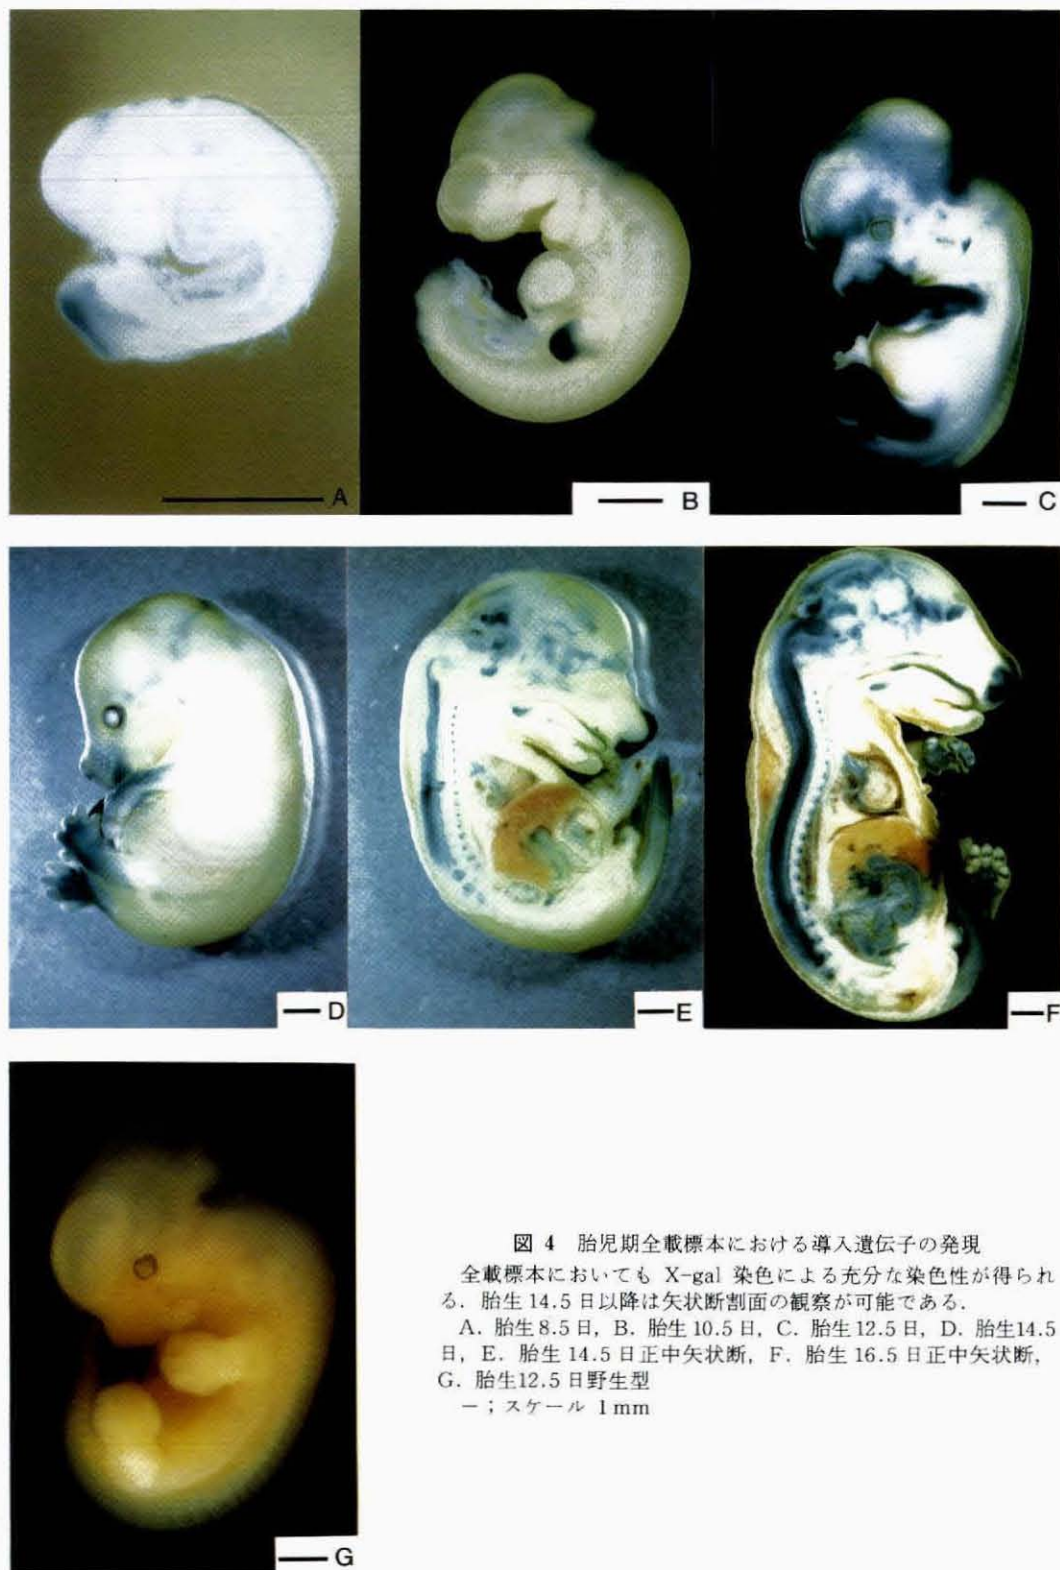 A
B
C
D
E
F
G
図 4 胎児期全載標本における導入遺伝子の発現
全載標本においても X-gal 染色による充分な染色性が得られ
る．胎生 14.5 日以降は矢状断割面の観察が可能である．
A．胎生 8.5 日，B．胎生 10.5 日，C．胎生 12.5 日，D．胎生14.5
日，E．胎生 14.5 日正中矢状断，F．胎生 16.5 日正中矢状断，
G．胎生12.5 日野生型
－；スケール 1 mm